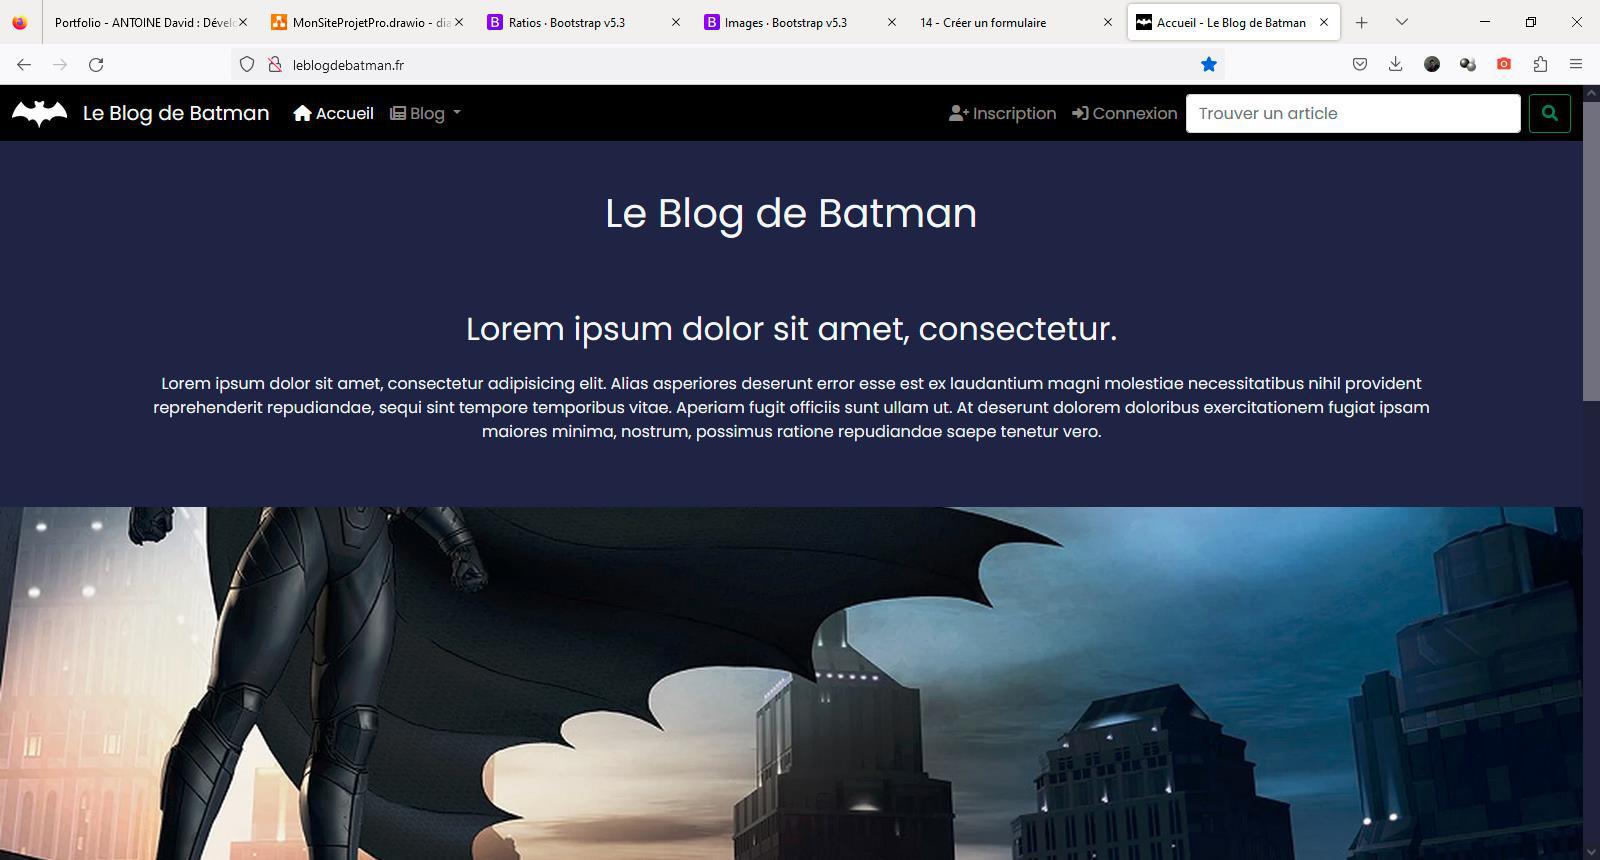 Portfolio - ANTOINE David : Dével
MonSiteProjetPro.drawio - dia
Ratios · Bootstrap v5.3
Images · Bootstrap v5.3
14 - Créer un formulaire
Accueil - Le Blog de Batman
leblogdebatman.fr
Le Blog de Batman
Accueil
Blog
Inscription
Connexion
Trouver un article
Le Blog de Batman
Lorem ipsum dolor sit amet, consectetur.
Lorem ipsum dolor sit amet, consectetur adipisicing elit. Alias asperiores deserunt error esse est ex laudantium magni molestiae necessitatibus nihil provident
reprehenderit repudiandae, sequi sint tempore temporibus vitae. Aperiam fugit officiis sunt ullam ut. At deserunt dolorem doloribus exercitationem fugiat ipsam
maiores minima, nostrum, possimus ratione repudiandae saepe tenetur vero.